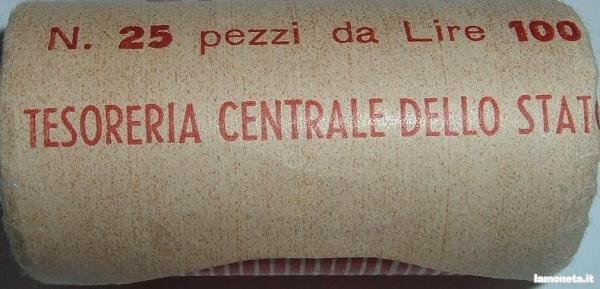 N. 25 pezzi da Lire 100
TESORERIA CENTRALE DELLO STATO
lamoneta.it